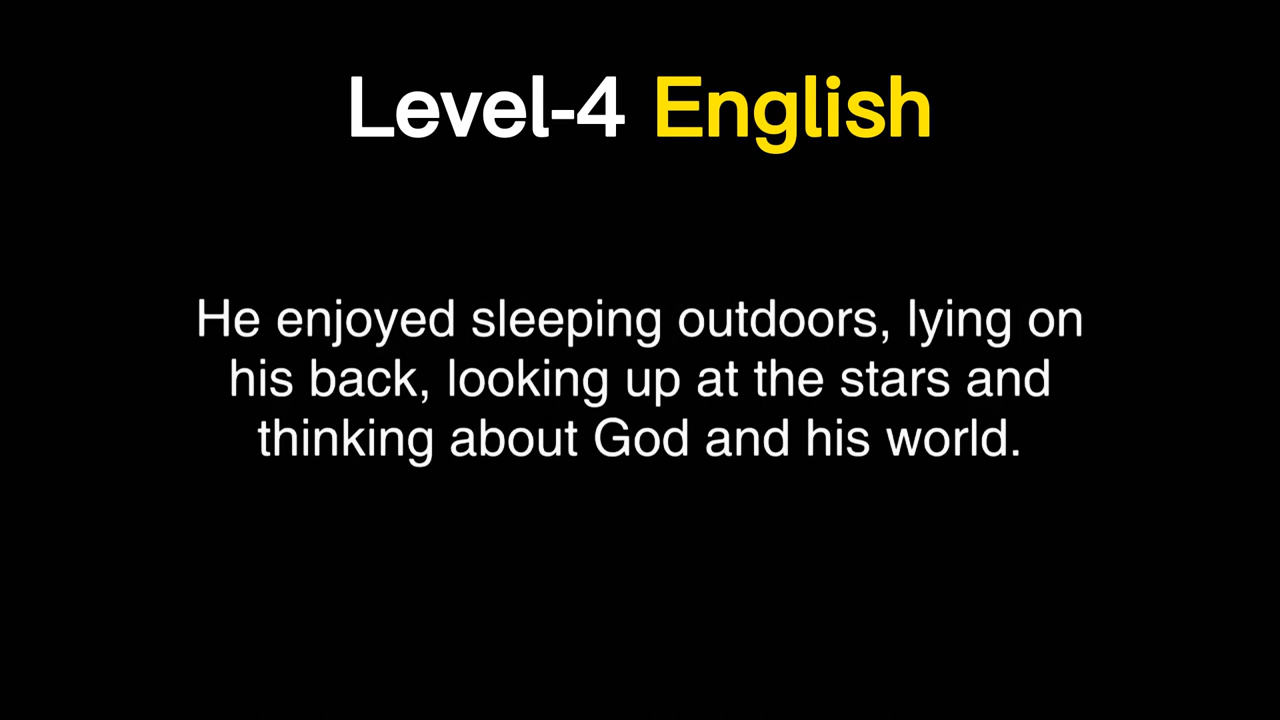 Level-4 English
He enjoyed sleeping outdoors, lying on
his back, looking up at the stars and
thinking about God and his world.